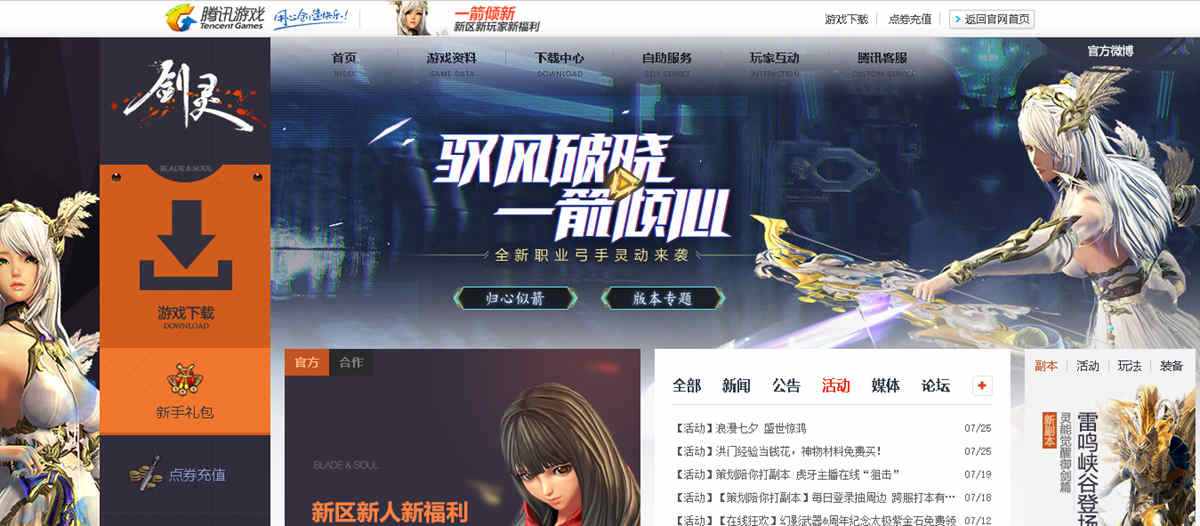 腾讯游戏
Tencent Games
用心创造快乐!
一箭倾新
新区新玩家新福利
游戏下载
点券充值
返回官网首页
首页
INDEX
游戏资料
GAME DATA
下载中心
DOWNLOAD
自助服务
SELF SERVICE
玩家互动
INTERACTION
腾讯客服
CUSTOM SERVICE
官方微博
剑灵
BLADE & SOUL
游戏下载
DOWNLOAD
新手礼包
点券充值
驭风破晓
一箭倾心
全新职业弓手灵动来袭
归心似箭
版本专题
官方 合作
BLADE & SOUL
新区新人新福利
全部 新闻 公告 活动 媒体 论坛
【活动】浪漫七夕 盛世惊鸿 07/25
【活动】洪门经验当钱花，神物材料免费买！ 07/25
【活动】策划陪你打副本 虎牙主播在线“狙击” 07/19
【活动】【策划陪你打副本】每日登录抽周边 跨服打本有… 07/18
【活动】【在线狂欢】幻影武器&周年纪念太极紫金石免费领 07/12
副本 活动 玩法 装备
新副本
灵能觉醒御剑篇
雷鸣峡谷登场